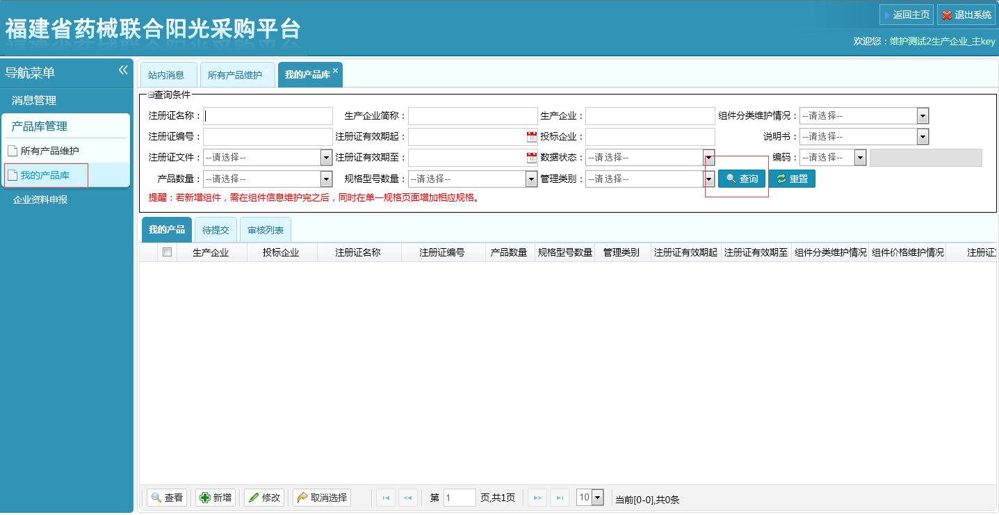 福建省药械联合阳光采购平台
返回主页 退出系统
欢迎您：维护测试2生产企业_主key
导航菜单
消息管理
产品库管理
所有产品维护
我的产品库
企业资料申报
站内消息 所有产品维护 我的产品库
查询条件
注册证名称： 生产企业简称： 生产企业： 组件分类维护情况： --请选择--
注册证编号： 注册证有效期起： 投标企业： 说明书： --请选择--
注册证文件： --请选择-- 注册证有效期至： 数据状态： --请选择-- 编码： --请选择--
产品数量： --请选择-- 规格型号数量： --请选择-- 管理类别： --请选择-- 查询 重置
提醒：若新增组件，需在组件信息维护完之后，同时在单一规格页面增加相应规格。
我的产品 待提交 审核列表
生产企业 投标企业 注册证名称 注册证编号 产品数量 规格型号数量 管理类别 注册证有效期起 注册证有效期至 组件分类维护情况 组件价格维护情况 注册证
查看 新增 修改 取消选择 第 1 页,共1页 10 当前[0-0],共0条